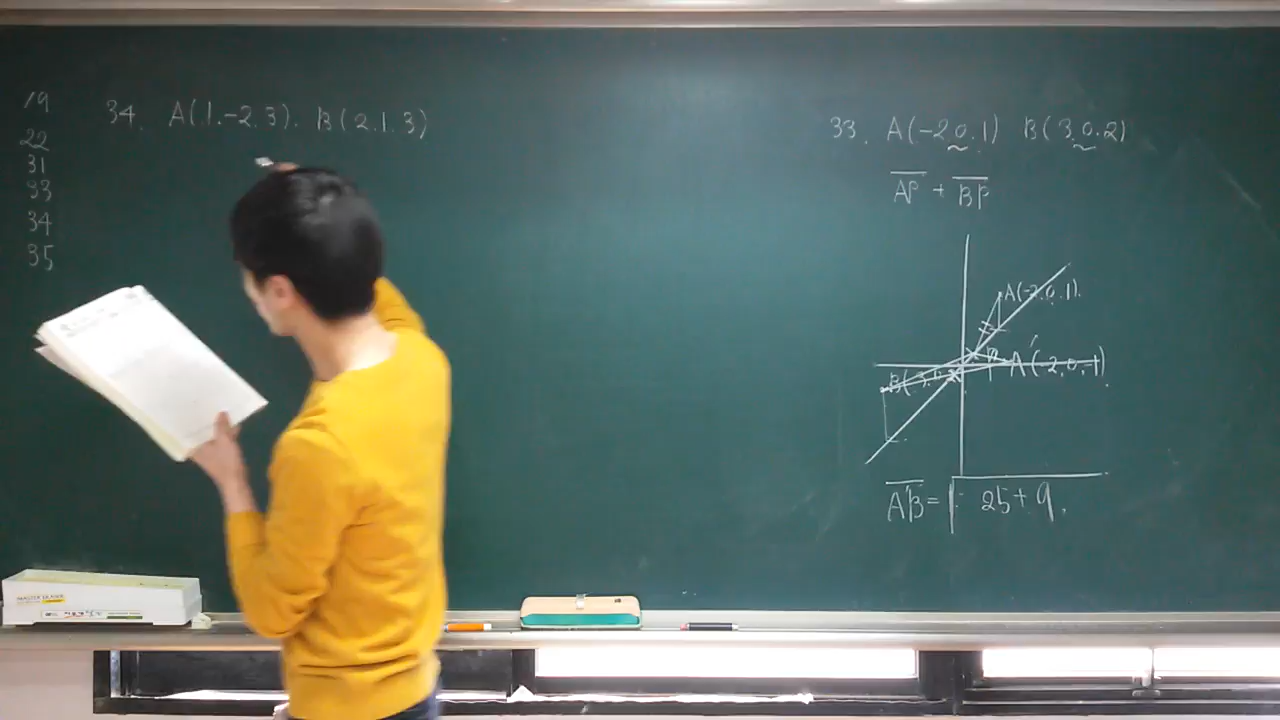 19
22
31
33
34
35
34. A(1.-2.3). B(2.1.3)
33. A(-2.0.1) B(3.0.2)
AP + BP
A(-2.0.1).
A'(-2,0,-1)
A'B = √ 25+9.